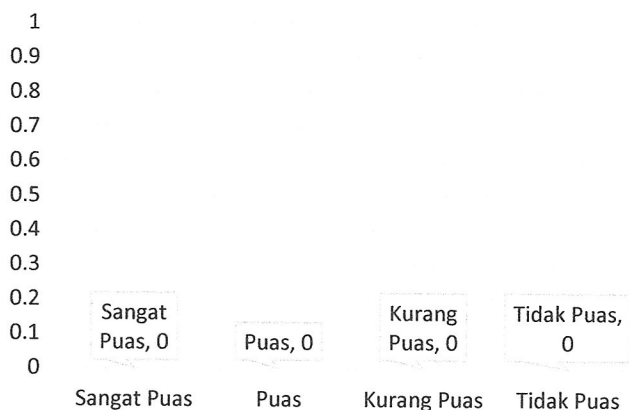 1
0.9
0.8
0.7
0.6
0.5
0.4
0.3
0.2
0.1
0
Sangat
Puas, 0
Puas, 0
Kurang
Puas, 0
Tidak Puas,
0
Sangat Puas
Puas
Kurang Puas
Tidak Puas